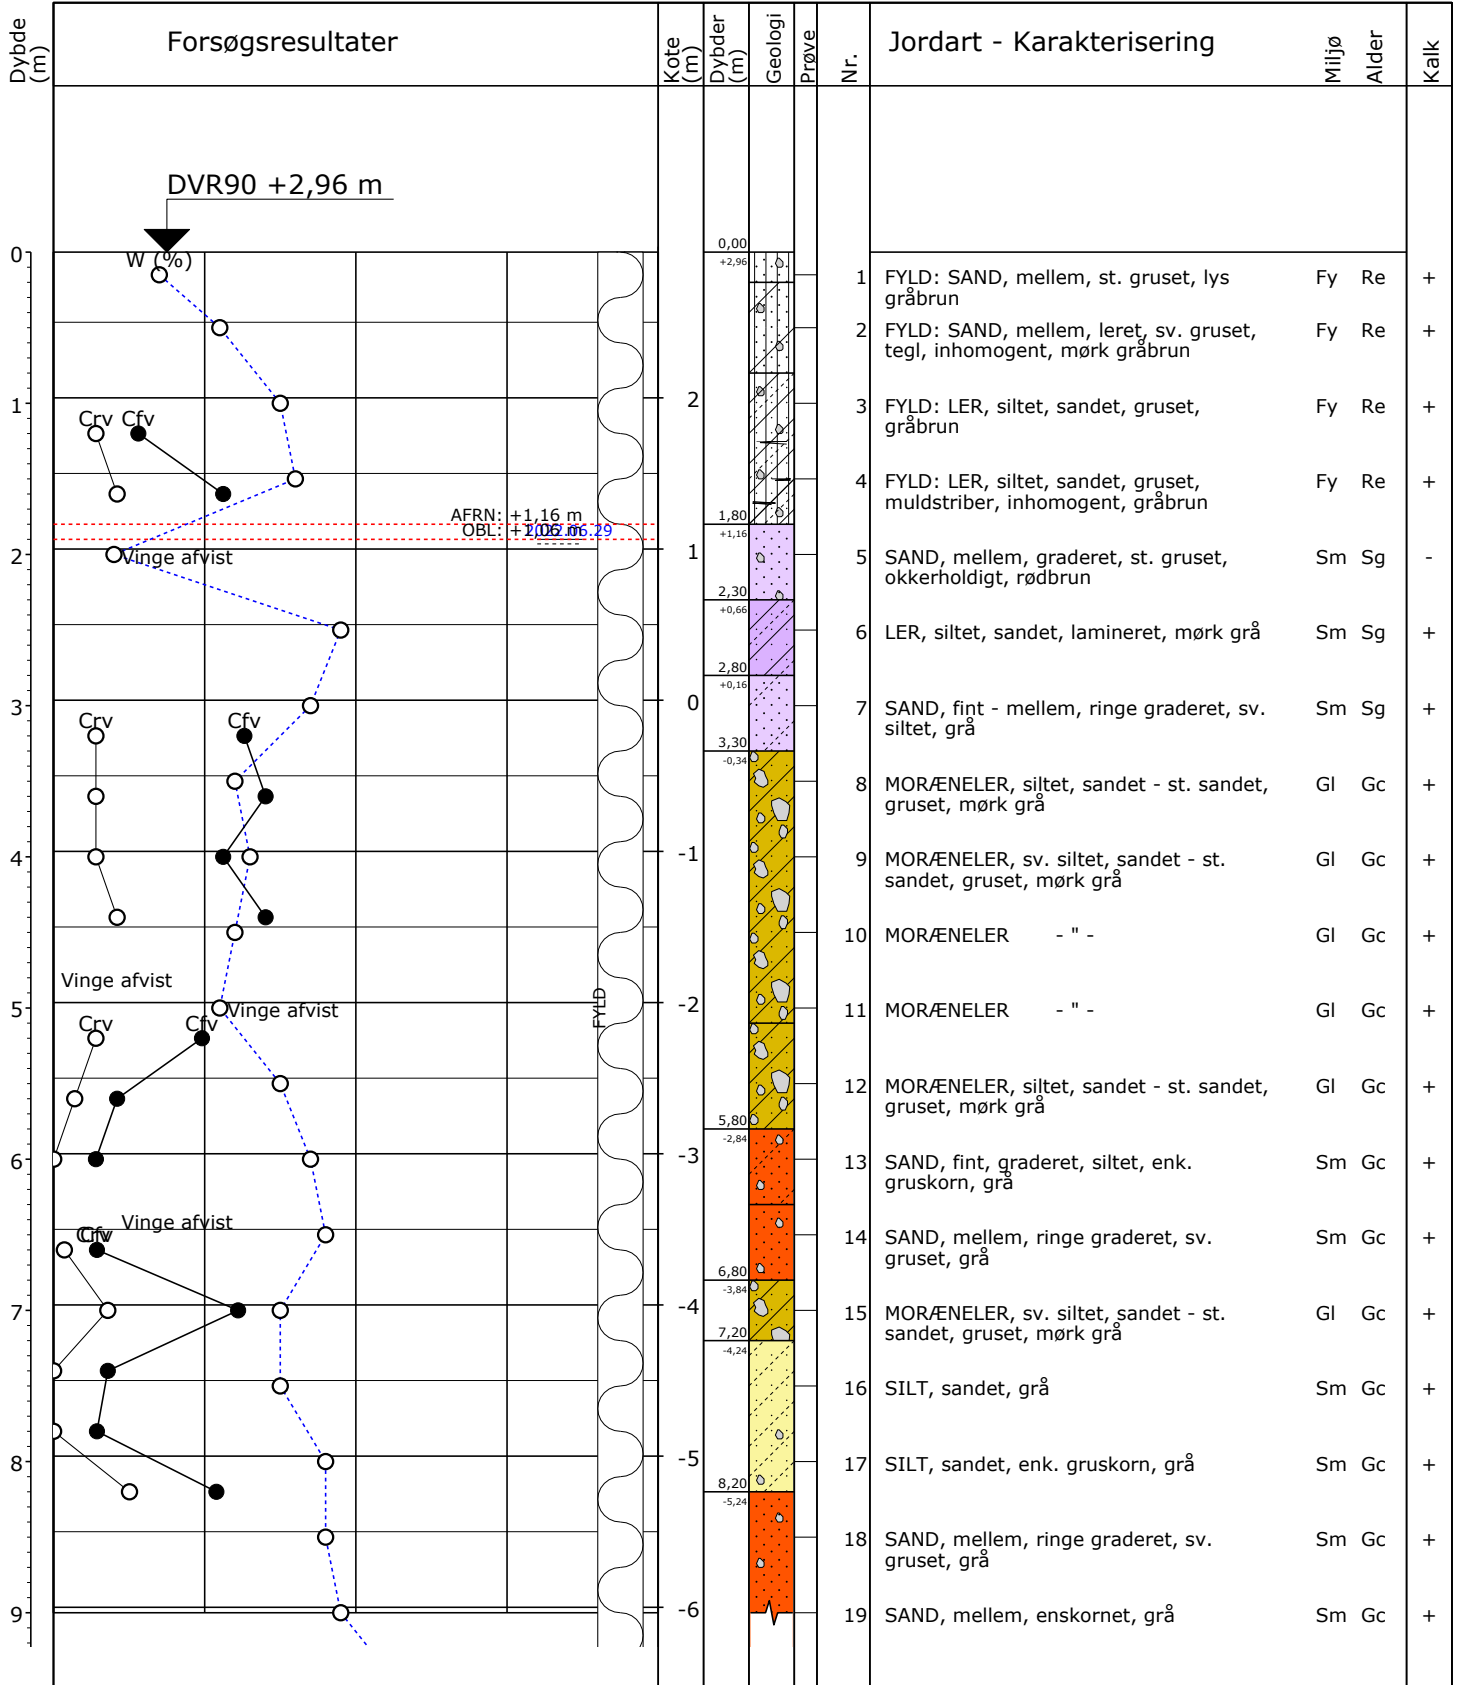 Dybde (m)
Forsøgsresultater
Kote (m)
Dybder (m)
Geologi
Prøve
Nr.
Jordart - Karakterisering
Miljø
Alder
Kalk
DVR90 +2,96 m
W (%)
0
0,00
+2,96
1 FYLD: SAND, mellem, st. gruset, lys Fy Re +
gråbrun
2 FYLD: SAND, mellem, leret, sv. gruset, Fy Re +
tegl, inhomogent, mørk gråbrun
1
2
Crv Cfv
3 FYLD: LER, siltet, sandet, gruset, Fy Re +
gråbrun
4 FYLD: LER, siltet, sandet, gruset, Fy Re +
muldstriber, inhomogent, gråbrun
AFRN: +1,16 m
1,80
OBL: +1,06 m
2022.06.29
+1,16
2
Vinge afvist
1
5 SAND, mellem, graderet, st. gruset, Sm Sg -
okkerholdigt, rødbrun
2,30
+0,66
6 LER, siltet, sandet, lamineret, mørk grå Sm Sg +
2,80
+0,16
3
0
Crv Cfv
7 SAND, fint - mellem, ringe graderet, sv. Sm Sg +
siltet, grå
3,30
-0,34
8 MORÆNELER, siltet, sandet - st. sandet, Gl Gc +
gruset, mørk grå
4
-1
9 MORÆNELER, sv. siltet, sandet - st. Gl Gc +
sandet, gruset, mørk grå
10 MORÆNELER - " - Gl Gc +
Vinge afvist
5
Vinge afvist
FYLD
-2
Crv Cfv
11 MORÆNELER - " - Gl Gc +
12 MORÆNELER, siltet, sandet - st. sandet, Gl Gc +
gruset, mørk grå
5,80
-2,84
6
-3
13 SAND, fint, graderet, siltet, enk. Sm Gc +
gruskorn, grå
Vinge afvist
Crv Cfv
14 SAND, mellem, ringe graderet, sv. Sm Gc +
gruset, grå
6,80
-3,84
7
-4
15 MORÆNELER, sv. siltet, sandet - st. Gl Gc +
sandet, gruset, mørk grå
7,20
-4,24
16 SILT, sandet, grå Sm Gc +
8
-5
17 SILT, sandet, enk. gruskorn, grå Sm Gc +
8,20
-5,24
18 SAND, mellem, ringe graderet, sv. Sm Gc +
gruset, grå
9
-6
19 SAND, mellem, enskornet, grå Sm Gc +